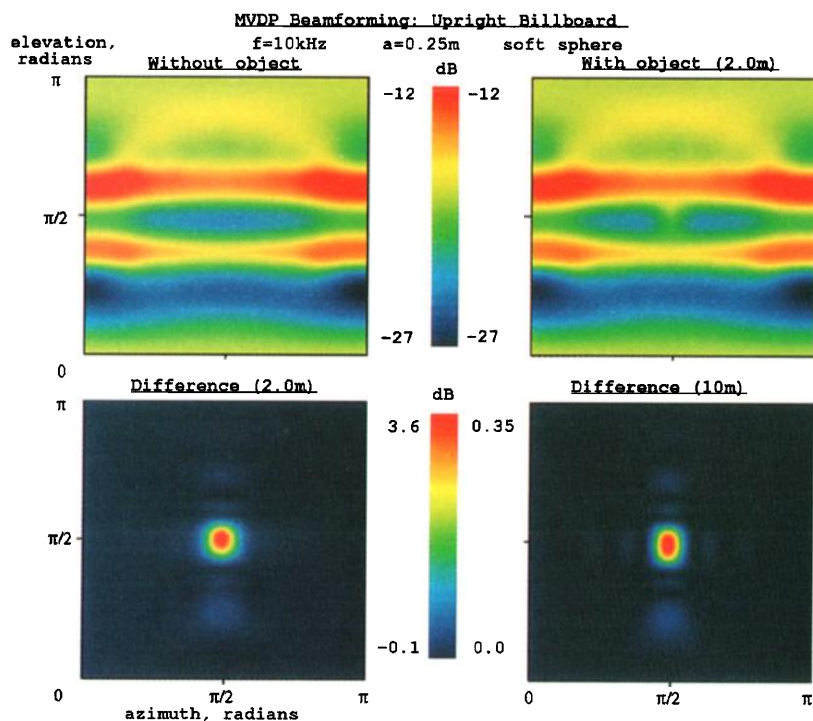 MVDP Beamforming: Upright Billboard
elevation, radians
f=10kHz a=0.25m soft sphere
Without object
dB
With object (2.0m)
π
-12 -12
π/2
-27 -27
0
Difference (2.0m)
dB
Difference (10m)
π
3.6 0.35
π/2
-0.1 0.0
0 π/2 π
0 π/2 π
azimuth, radians